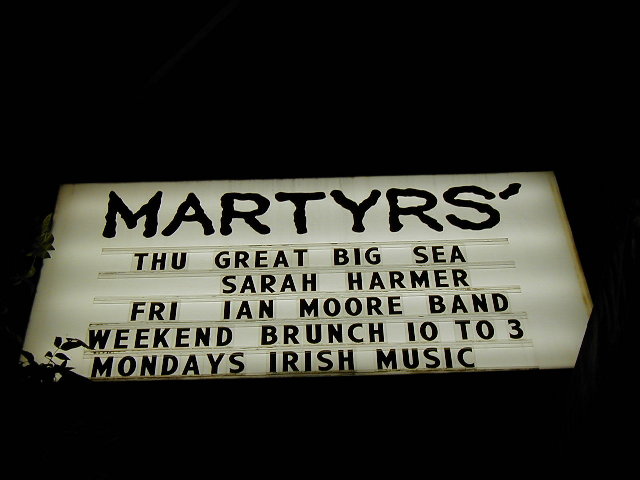 MARTYRS'
THU GREAT BIG SEA
SARAH HARMER
FRI IAN MOORE BAND
WEEKEND BRUNCH 10 TO 3
MONDAYS IRISH MUSIC